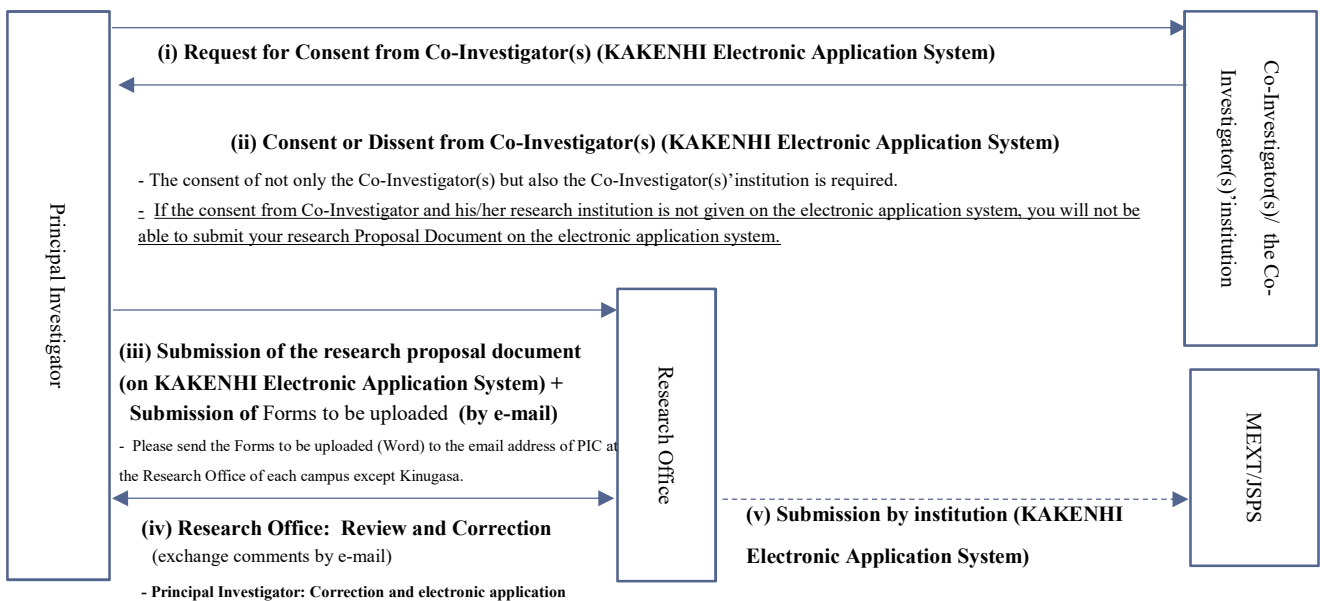 (i) Request for Consent from Co-Investigator(s) (KAKENHI Electronic Application System)
(ii) Consent or Dissent from Co-Investigator(s) (KAKENHI Electronic Application System)
- The consent of not only the Co-Investigator(s) but also the Co-Investigator(s)’institution is required.
- If the consent from Co-Investigator and his/her research institution is not given on the electronic application system, you will not be
able to submit your research Proposal Document on the electronic application system.
Principal Investigator
Co-Investigator(s)/ the Co-
Investigator(s)’institution
(iii) Submission of the research proposal document
(on KAKENHI Electronic Application System) +
Submission of Forms to be uploaded (by e-mail)
- Please send the Forms to be uploaded (Word) to the email address of PIC at
the Research Office of each campus except Kinugasa.
Research Office
MEXT/JSPS
(iv) Research Office: Review and Correction
(exchange comments by e-mail)
- Principal Investigator: Correction and electronic application
(v) Submission by institution (KAKENHI
Electronic Application System)